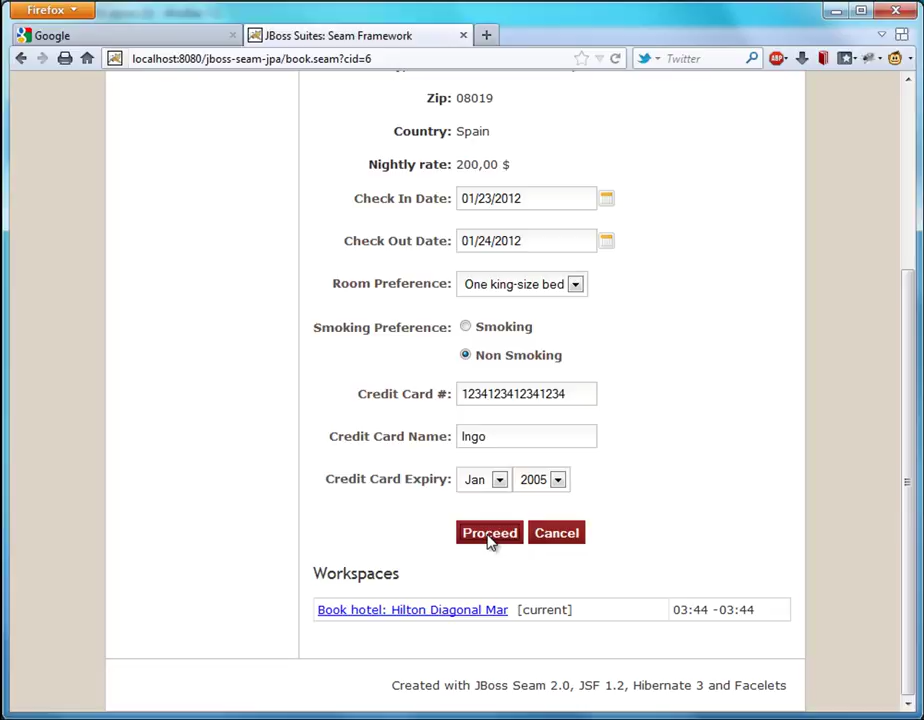 Firefox
Google
JBoss Suites: Seam Framework
localhost:8080/jboss-seam-jpa/book.seam?cid=6
Twitter
ABP
Zip: 08019
Country: Spain
Nightly rate: 200,00 $
Check In Date: 01/23/2012
Check Out Date: 01/24/2012
Room Preference: One king-size bed
Smoking Preference: Smoking
Non Smoking
Credit Card #: 1234123412341234
Credit Card Name: Ingo
Credit Card Expiry: Jan 2005
Proceed Cancel
Workspaces
Book hotel: Hilton Diagonal Mar [current] 03:44 -03:44
Created with JBoss Seam 2.0, JSF 1.2, Hibernate 3 and Facelets